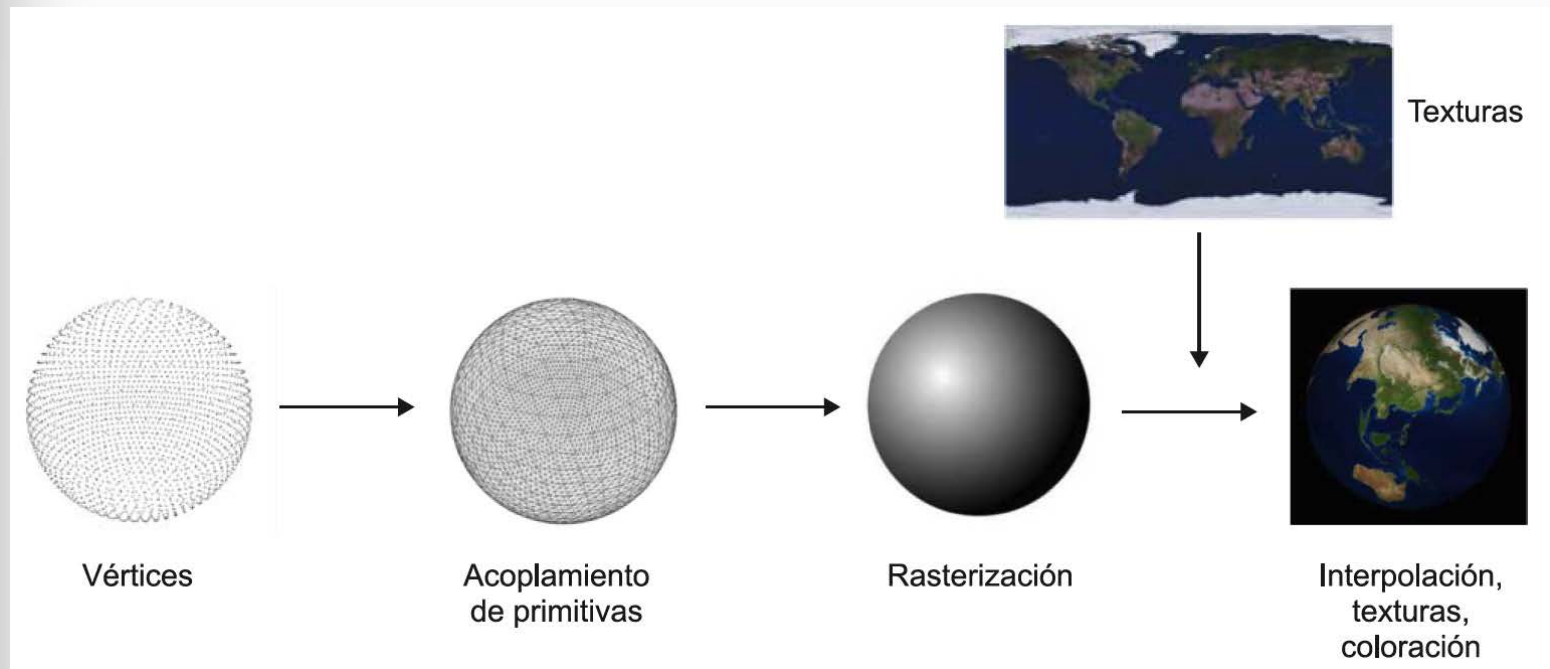 Texturas
Vértices
Acoplamiento
de primitivas
Rasterización
Interpolación,
texturas,
coloración